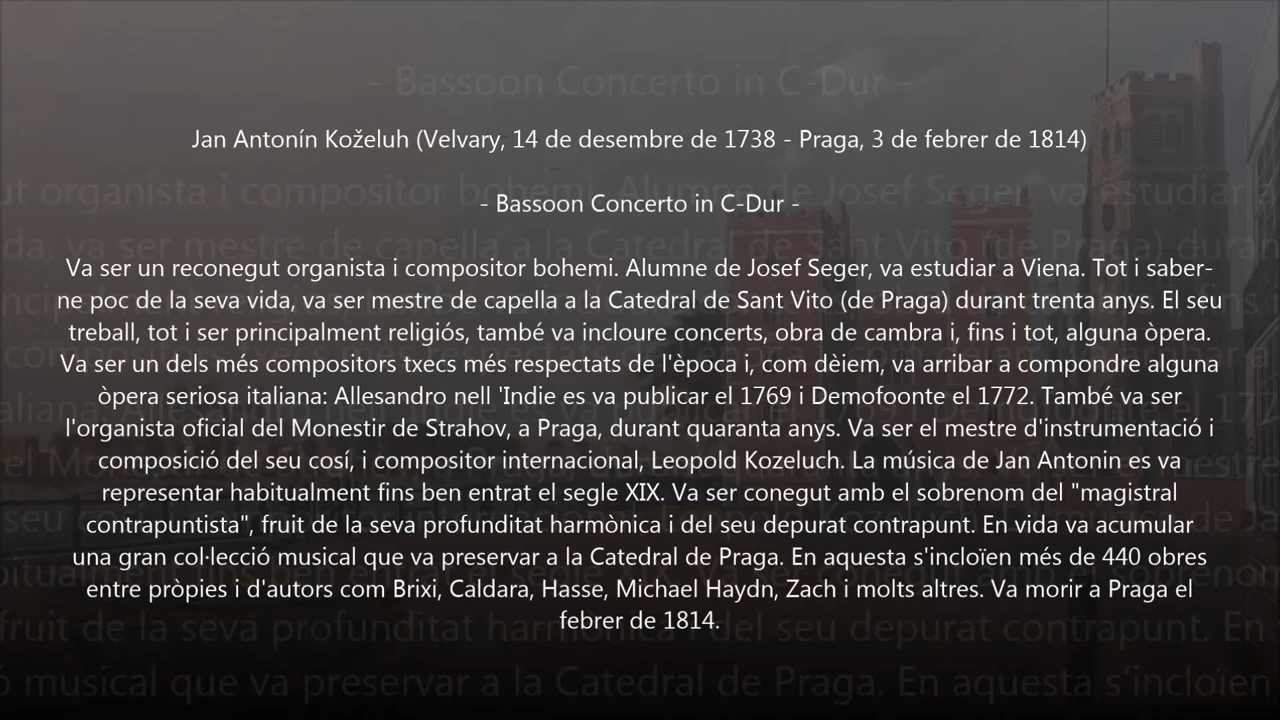 - Bassoon Concerto in C-Dur -
Jan Antonín Koželuh (Velvary, 14 de desembre de 1738 - Praga, 3 de febrer de 1814)
- Bassoon Concerto in C-Dur -
Va ser un reconegut organista i compositor bohemi. Alumne de Josef Seger, va estudiar a Viena. Tot i saber-
ne poc de la seva vida, va ser mestre de capella a la Catedral de Sant Vito (de Praga) durant trenta anys. El seu
treball, tot i ser principalment religiós, també va incloure concerts, obra de cambra i, fins i tot, alguna òpera.
Va ser un dels més compositors txecs més respectats de l'època i, com dèiem, va arribar a compondre alguna
òpera seriosa italiana: Allesandro nell 'Indie es va publicar el 1769 i Demofoonte el 1772. També va ser
l'organista oficial del Monestir de Strahov, a Praga, durant quaranta anys. Va ser el mestre d'instrumentació i
composició del seu cosí, i compositor internacional, Leopold Kozeluch. La música de Jan Antonin es va
representar habitualment fins ben entrat el segle XIX. Va ser conegut amb el sobrenom del "magistral
contrapuntista", fruit de la seva profunditat harmònica i del seu depurat contrapunt. En vida va acumular
una gran col·lecció musical que va preservar a la Catedral de Praga. En aquesta s'incloïen més de 440 obres
entre pròpies i d'autors com Brixi, Caldara, Hasse, Michael Haydn, Zach i molts altres. Va morir a Praga el
febrer de 1814.